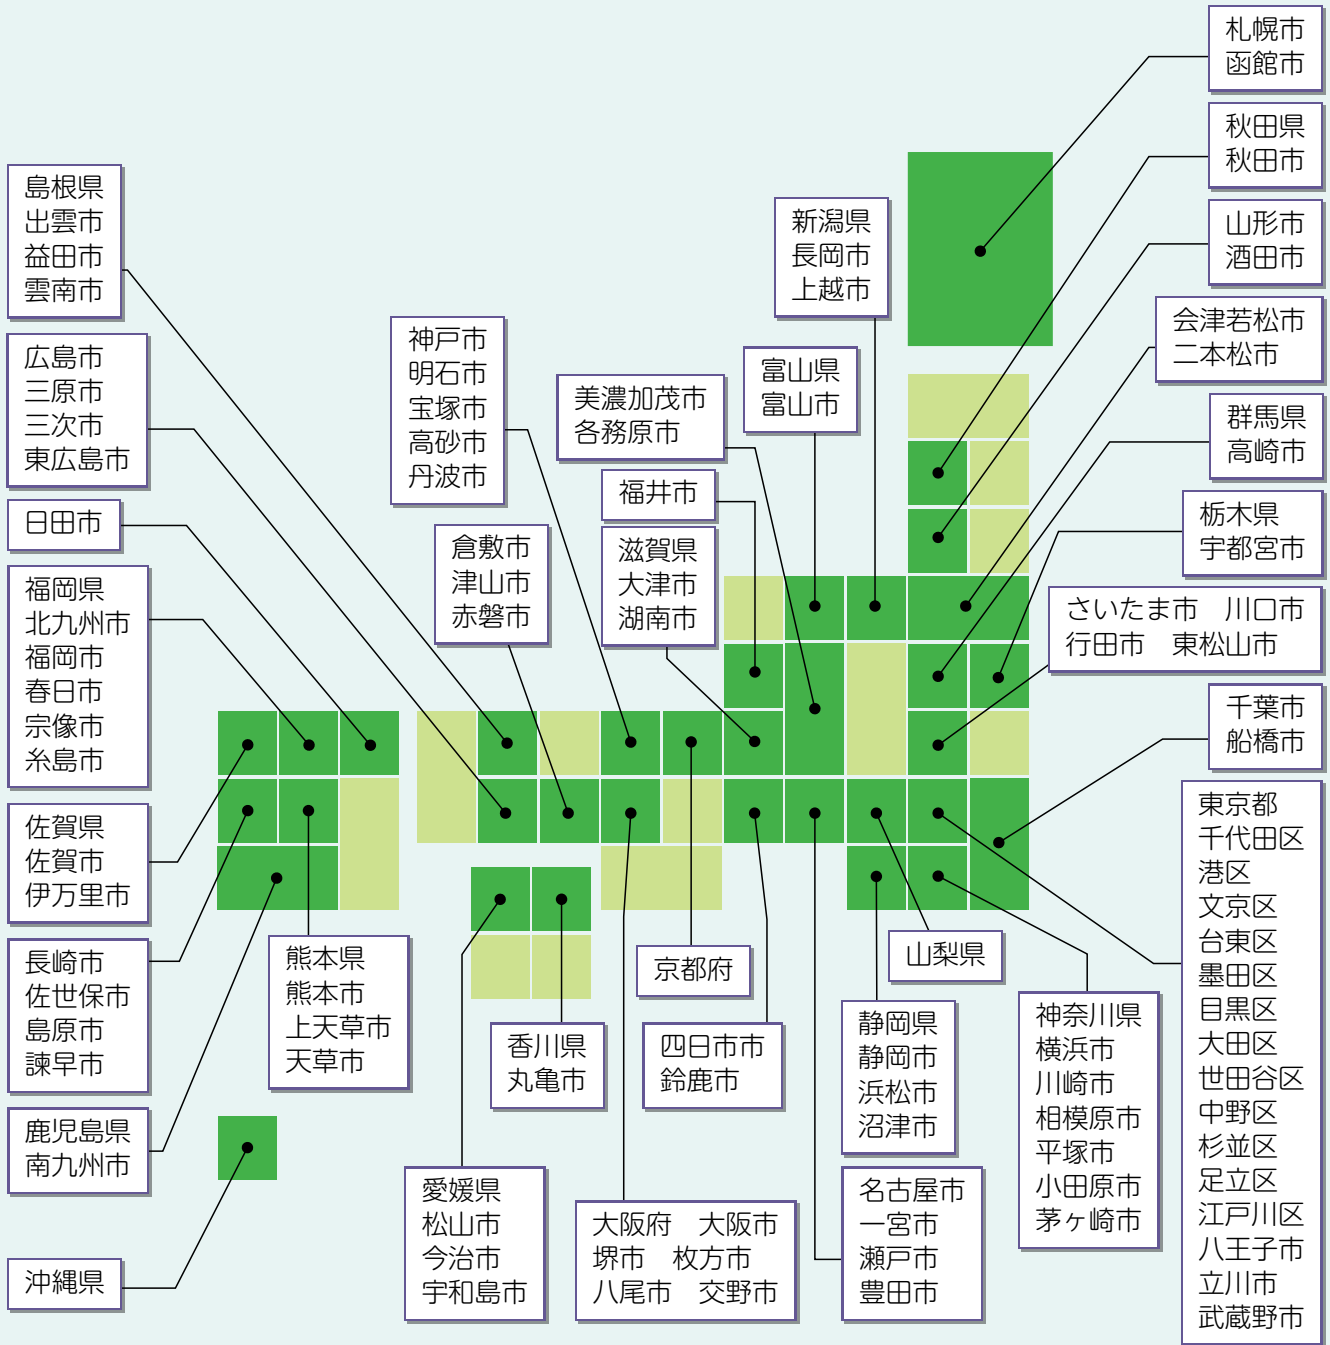 札幌市
函館市
秋田県
秋田市
山形市
酒田市
会津若松市
二本松市
群馬県
高崎市
栃木県
宇都宮市
さいたま市　川口市
行田市　東松山市
千葉市
船橋市
東京都
千代田区
港区
文京区
台東区
墨田区
目黒区
大田区
世田谷区
中野区
杉並区
足立区
江戸川区
八王子市
立川市
武蔵野市
神奈川県
横浜市
川崎市
相模原市
平塚市
小田原市
茅ヶ崎市
新潟県
長岡市
上越市
富山県
富山市
美濃加茂市
各務原市
福井市
滋賀県
大津市
湖南市
山梨県
静岡県
静岡市
浜松市
沼津市
名古屋市
一宮市
瀬戸市
豊田市
四日市市
鈴鹿市
京都府
大阪府　大阪市
堺市　枚方市
八尾市　交野市
神戸市
明石市
宝塚市
高砂市
丹波市
倉敷市
津山市
赤磐市
島根県
出雲市
益田市
雲南市
広島市
三原市
三次市
東広島市
香川県
丸亀市
愛媛県
松山市
今治市
宇和島市
日田市
福岡県
北九州市
福岡市
春日市
宗像市
糸島市
佐賀県
佐賀市
伊万里市
長崎市
佐世保市
島原市
諫早市
熊本県
熊本市
上天草市
天草市
鹿児島県
南九州市
沖縄県